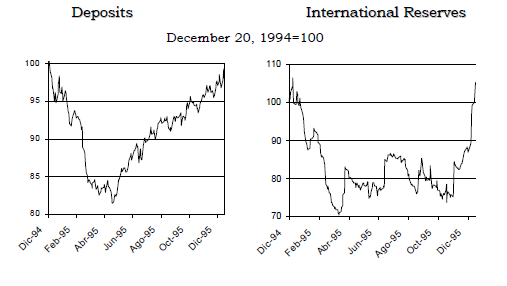 Deposits
International Reserves
December 20, 1994=100
100
95
90
85
80
Dic-94
Feb-95
Abr-95
Jun-95
Ago-95
Oct-95
Dic-95
110
100
90
80
70
Dic-94
Feb-95
Abr-95
Jun-95
Ago-95
Oct-95
Dic-95